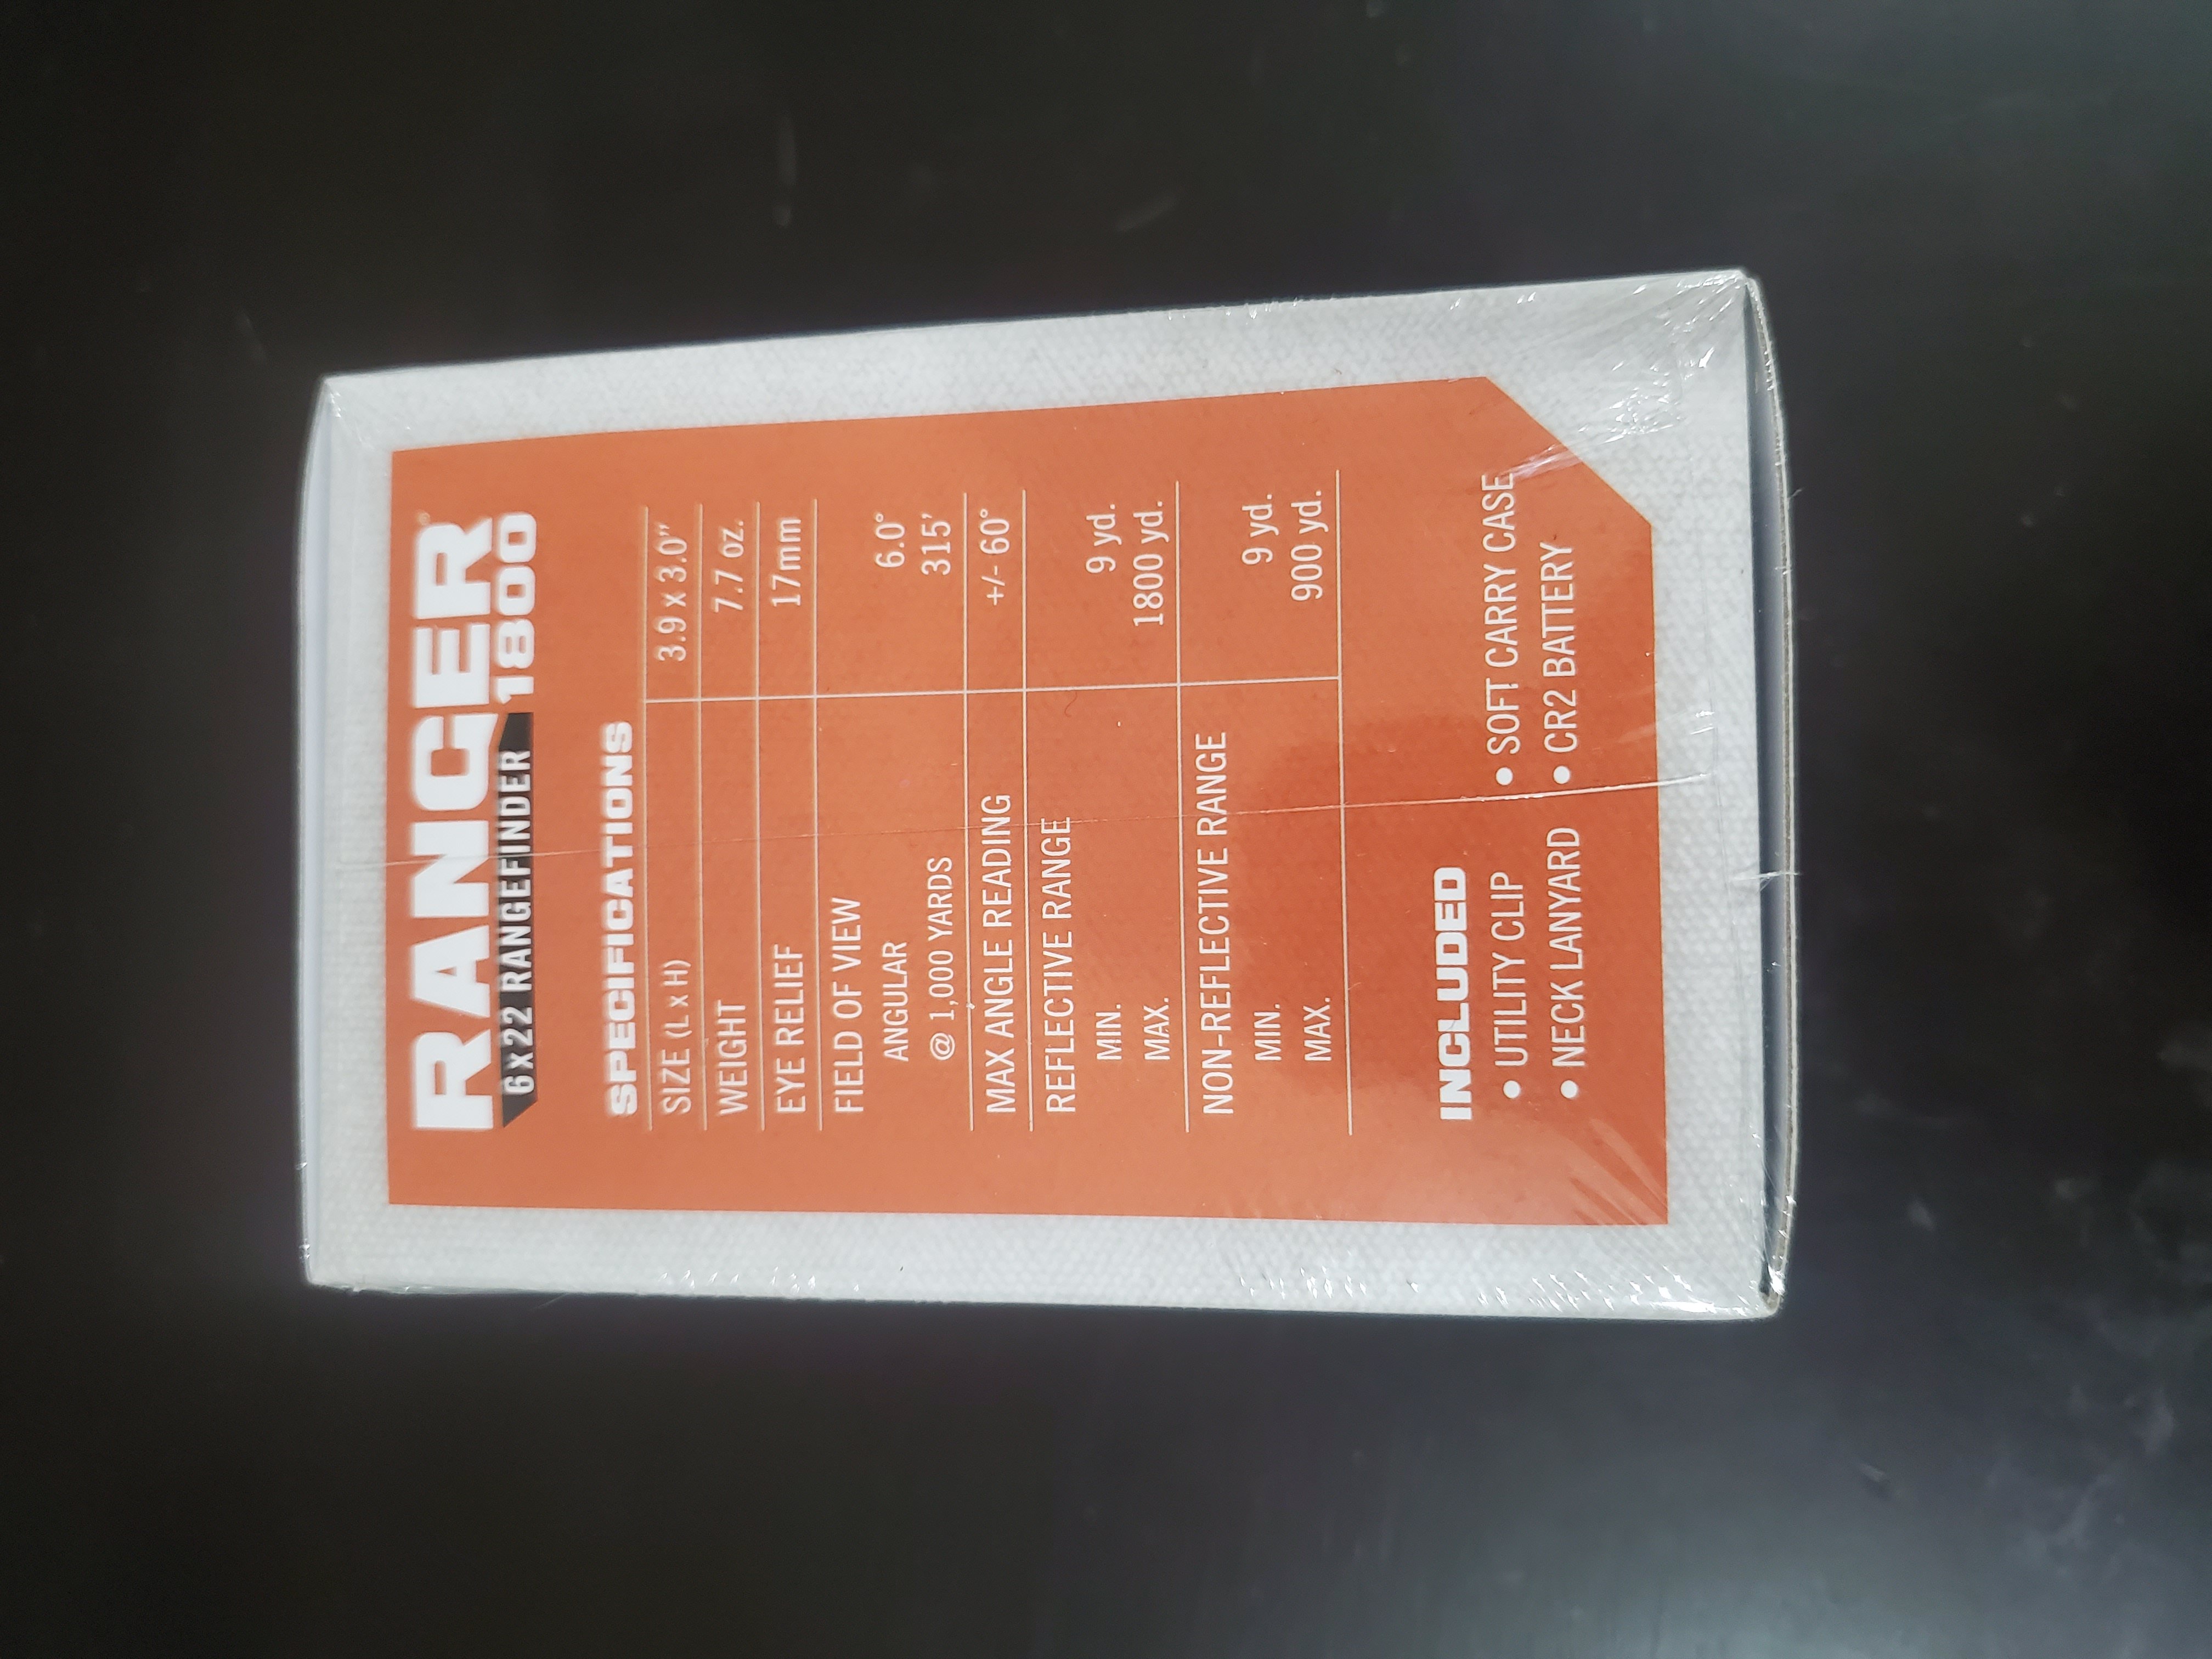 RANGER®
6x22 RANGEFINDER 1800
SPECIFICATIONS
SIZE (L x H) 3.9 x 3.0"
WEIGHT 7.7 oz.
EYE RELIEF 17mm
FIELD OF VIEW
ANGULAR 6.0°
@ 1,000 YARDS 315'
MAX ANGLE READING +/- 60°
REFLECTIVE RANGE
MIN. 9 yd.
MAX. 1800 yd.
NON-REFLECTIVE RANGE
MIN. 9 yd.
MAX. 900 yd.
INCLUDED
• UTILITY CLIP • SOFT CARRY CASE
• NECK LANYARD • CR2 BATTERY